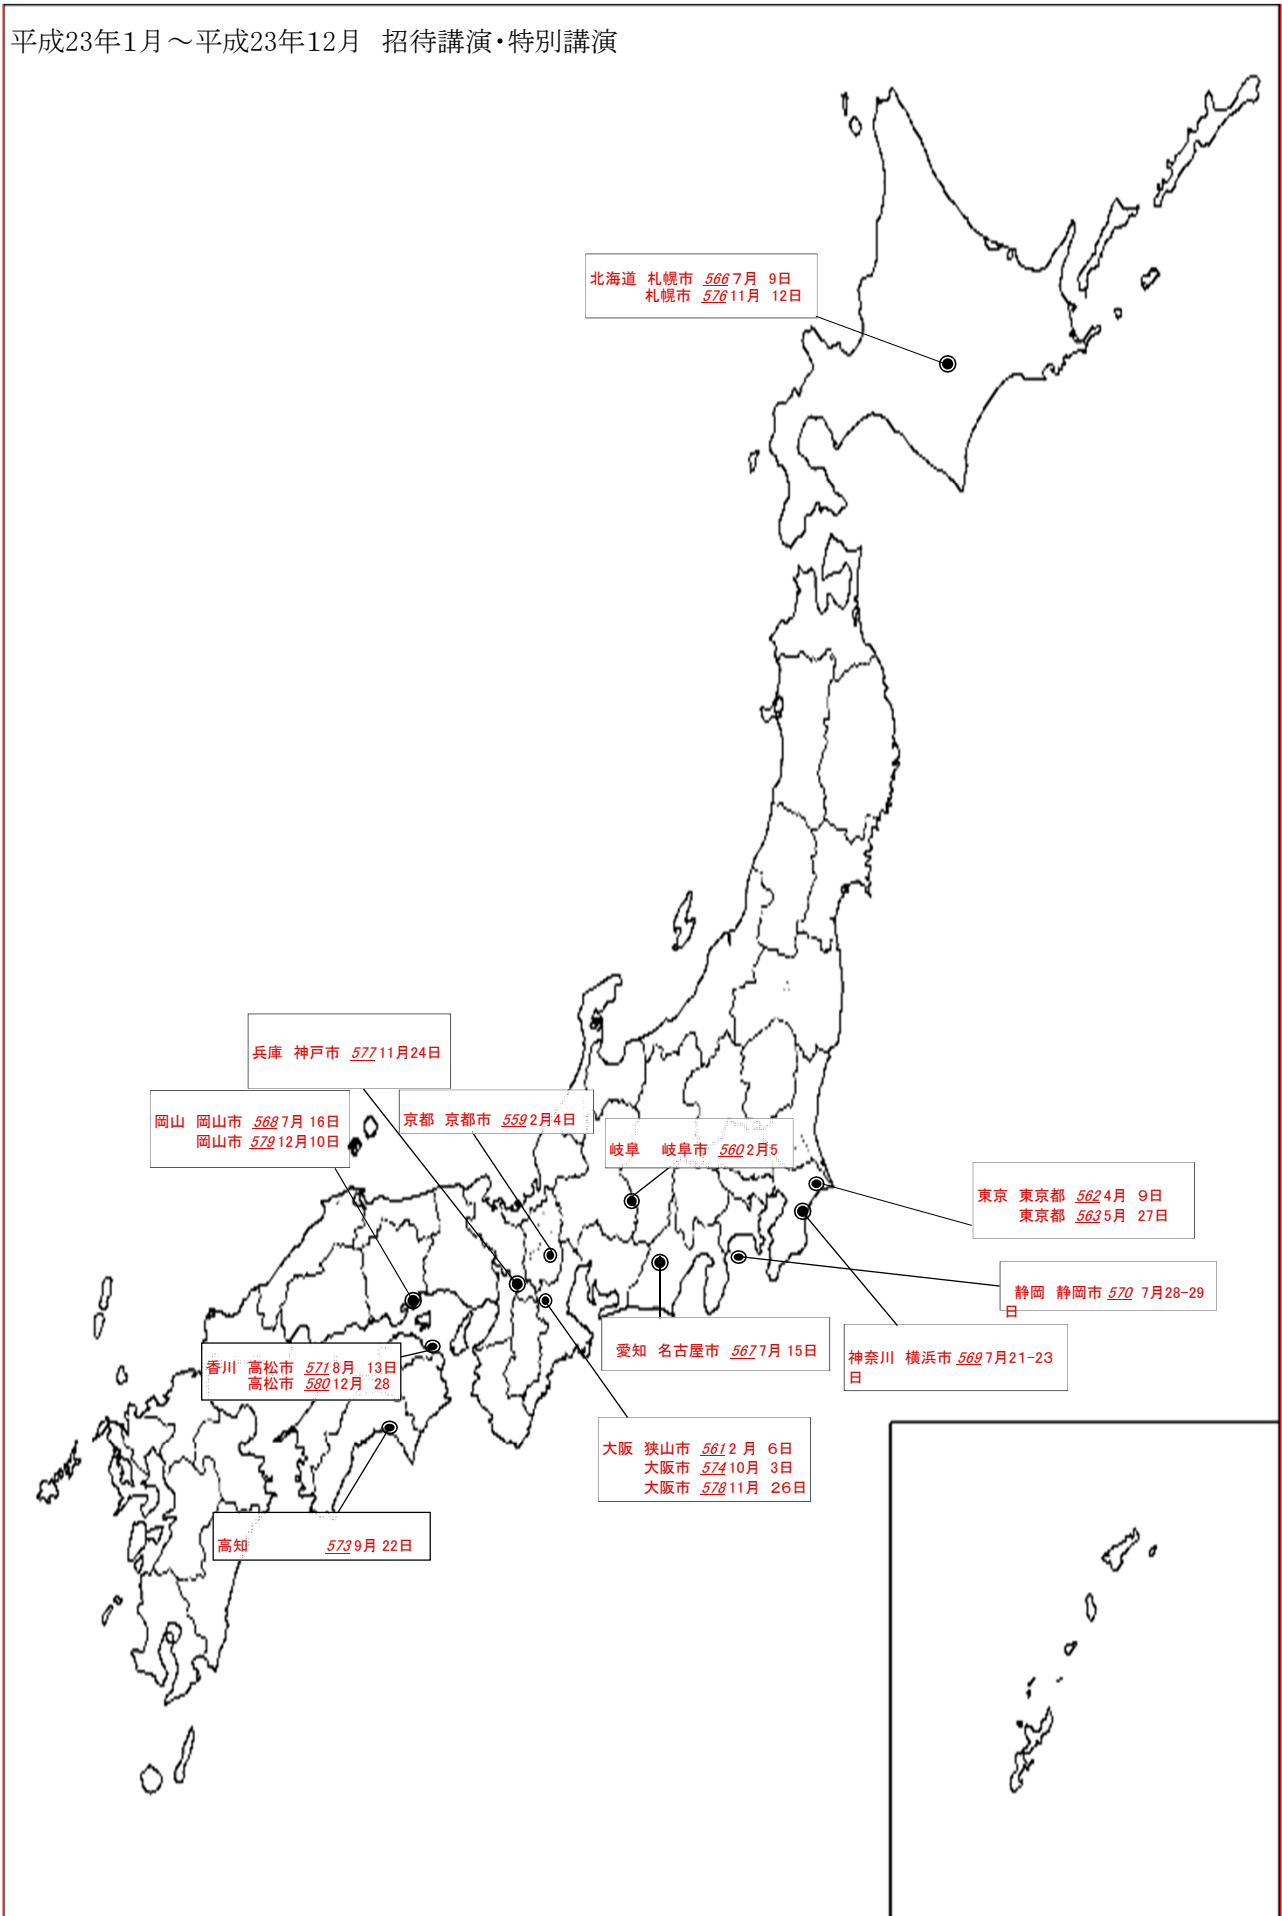 平成23年1月～平成23年12月　招待講演・特別講演
北海道 札幌市 566 7月 9日
札幌市 576 11月 12日
兵庫 神戸市 577 11月24日
岡山 岡山市 568 7月 16日
岡山市 579 12月10日
京都 京都市 559 2月4日
岐阜 岐阜市 560 2月5
東京 東京都 562 4月 9日
東京都 563 5月 27日
静岡 静岡市 570 7月28-29
日
愛知 名古屋市 567 7月 15日
神奈川 横浜市 569 7月21-23
日
香川 高松市 571 8月 13日
高松市 580 12月 28
大阪 狭山市 561 2 月 6日
大阪市 574 10月 3日
大阪市 578 11月 26日
高知 573 9月 22日